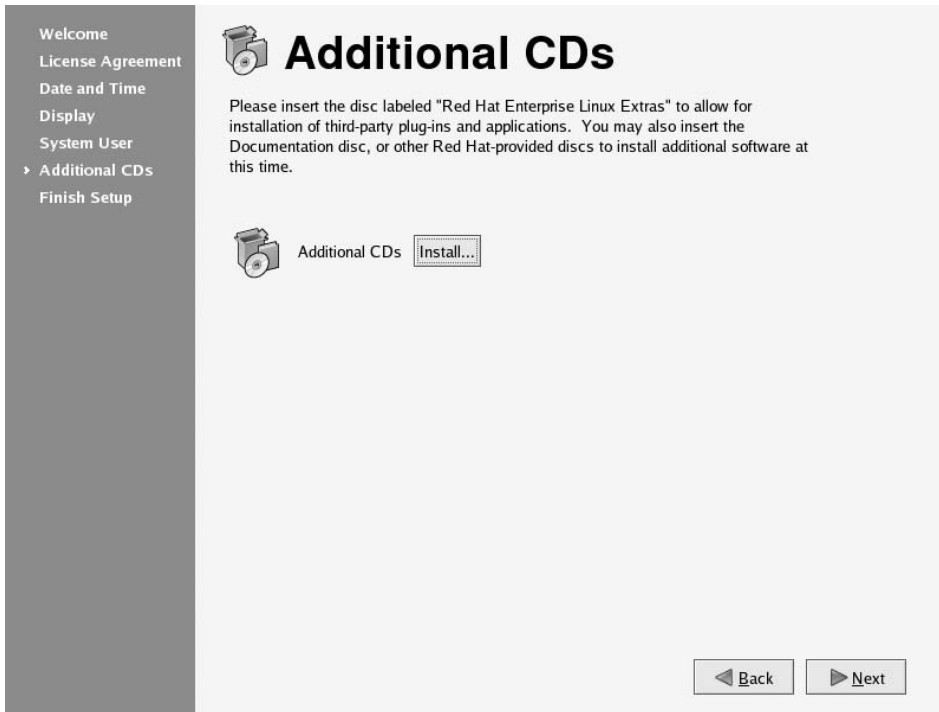 Welcome
License Agreement
Date and Time
Display
System User
Additional CDs
Finish Setup
Additional CDs
Please insert the disc labeled "Red Hat Enterprise Linux Extras" to allow for
installation of third-party plug-ins and applications.  You may also insert the
Documentation disc, or other Red Hat-provided discs to install additional software at
this time.
Additional CDs Install...
Back Next